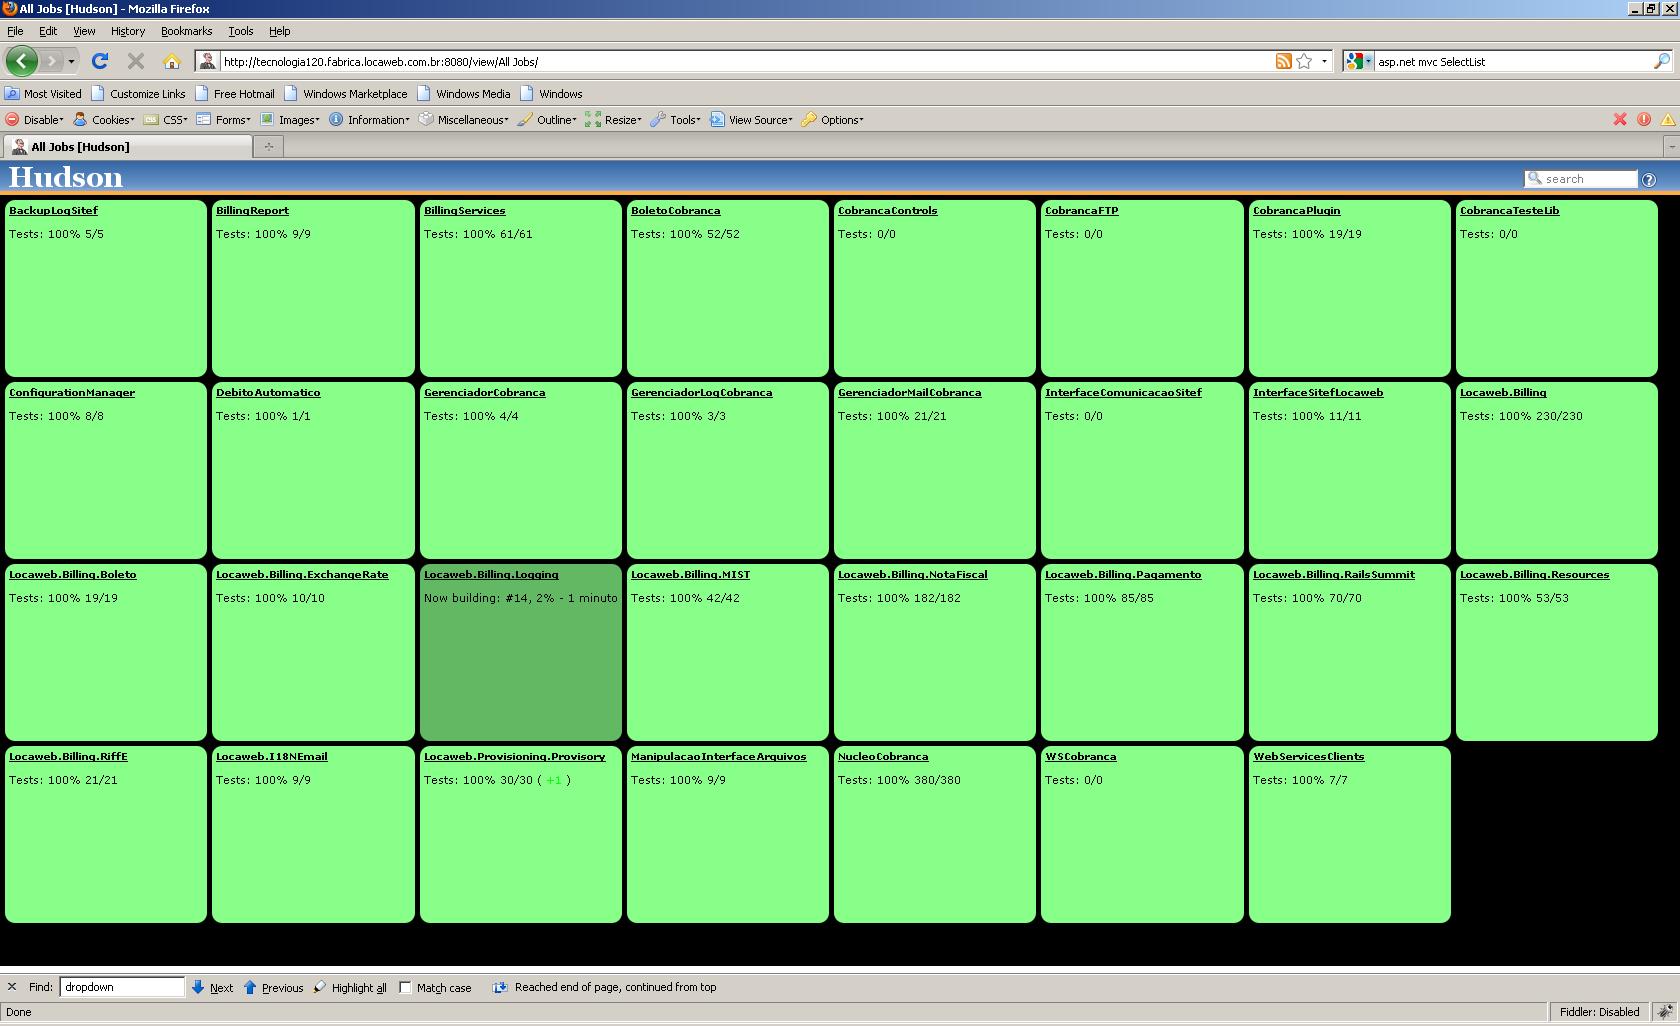 All Jobs [Hudson] - Mozilla Firefox
File Edit View History Bookmarks Tools Help
http://tecnologia120.fabrica.locaweb.com.br:8080/view/All Jobs/ asp.net mvc SelectList
Most Visited Customize Links Free Hotmail Windows Marketplace Windows Media Windows
Disable Cookies CSS Forms Images Information Miscellaneous Outline Resize Tools View Source Options
All Jobs [Hudson]
Hudson search
BackupLogSitef BillingReport BillingServices BoletoCobranca CobrancaControls CobrancaFTP CobrancaPlugin CobrancaTesteLib
Tests: 100% 5/5 Tests: 100% 9/9 Tests: 100% 61/61 Tests: 100% 52/52 Tests: 0/0 Tests: 0/0 Tests: 100% 19/19 Tests: 0/0
ConfigurationManager DebitoAutomatico GerenciadorCobranca GerenciadorLogCobranca GerenciadorMailCobranca InterfaceComunicacaoSitef InterfaceSitefLocaweb Locaweb.Billing
Tests: 100% 8/8 Tests: 100% 1/1 Tests: 100% 4/4 Tests: 100% 3/3 Tests: 100% 21/21 Tests: 0/0 Tests: 100% 11/11 Tests: 100% 230/230
Locaweb.Billing.Boleto Locaweb.Billing.ExchangeRate Locaweb.Billing.Logging Locaweb.Billing.MIST Locaweb.Billing.NotaFiscal Locaweb.Billing.Pagamento Locaweb.Billing.RailsSummit Locaweb.Billing.Resources
Tests: 100% 19/19 Tests: 100% 10/10 Now building: #14, 2% - 1 minuto Tests: 100% 42/42 Tests: 100% 182/182 Tests: 100% 85/85 Tests: 100% 70/70 Tests: 100% 53/53
Locaweb.Billing.RiffE Locaweb.I18NEmail Locaweb.Provisioning.Provisory ManipulacaoInterfaceArquivos NucleoCobranca WSCobranca WebServicesClients
Tests: 100% 21/21 Tests: 100% 9/9 Tests: 100% 30/30 ( +1 ) Tests: 100% 9/9 Tests: 100% 380/380 Tests: 0/0 Tests: 100% 7/7
Find: dropdown Next Previous Highlight all Match case Reached end of page, continued from top
Done Fiddler: Disabled